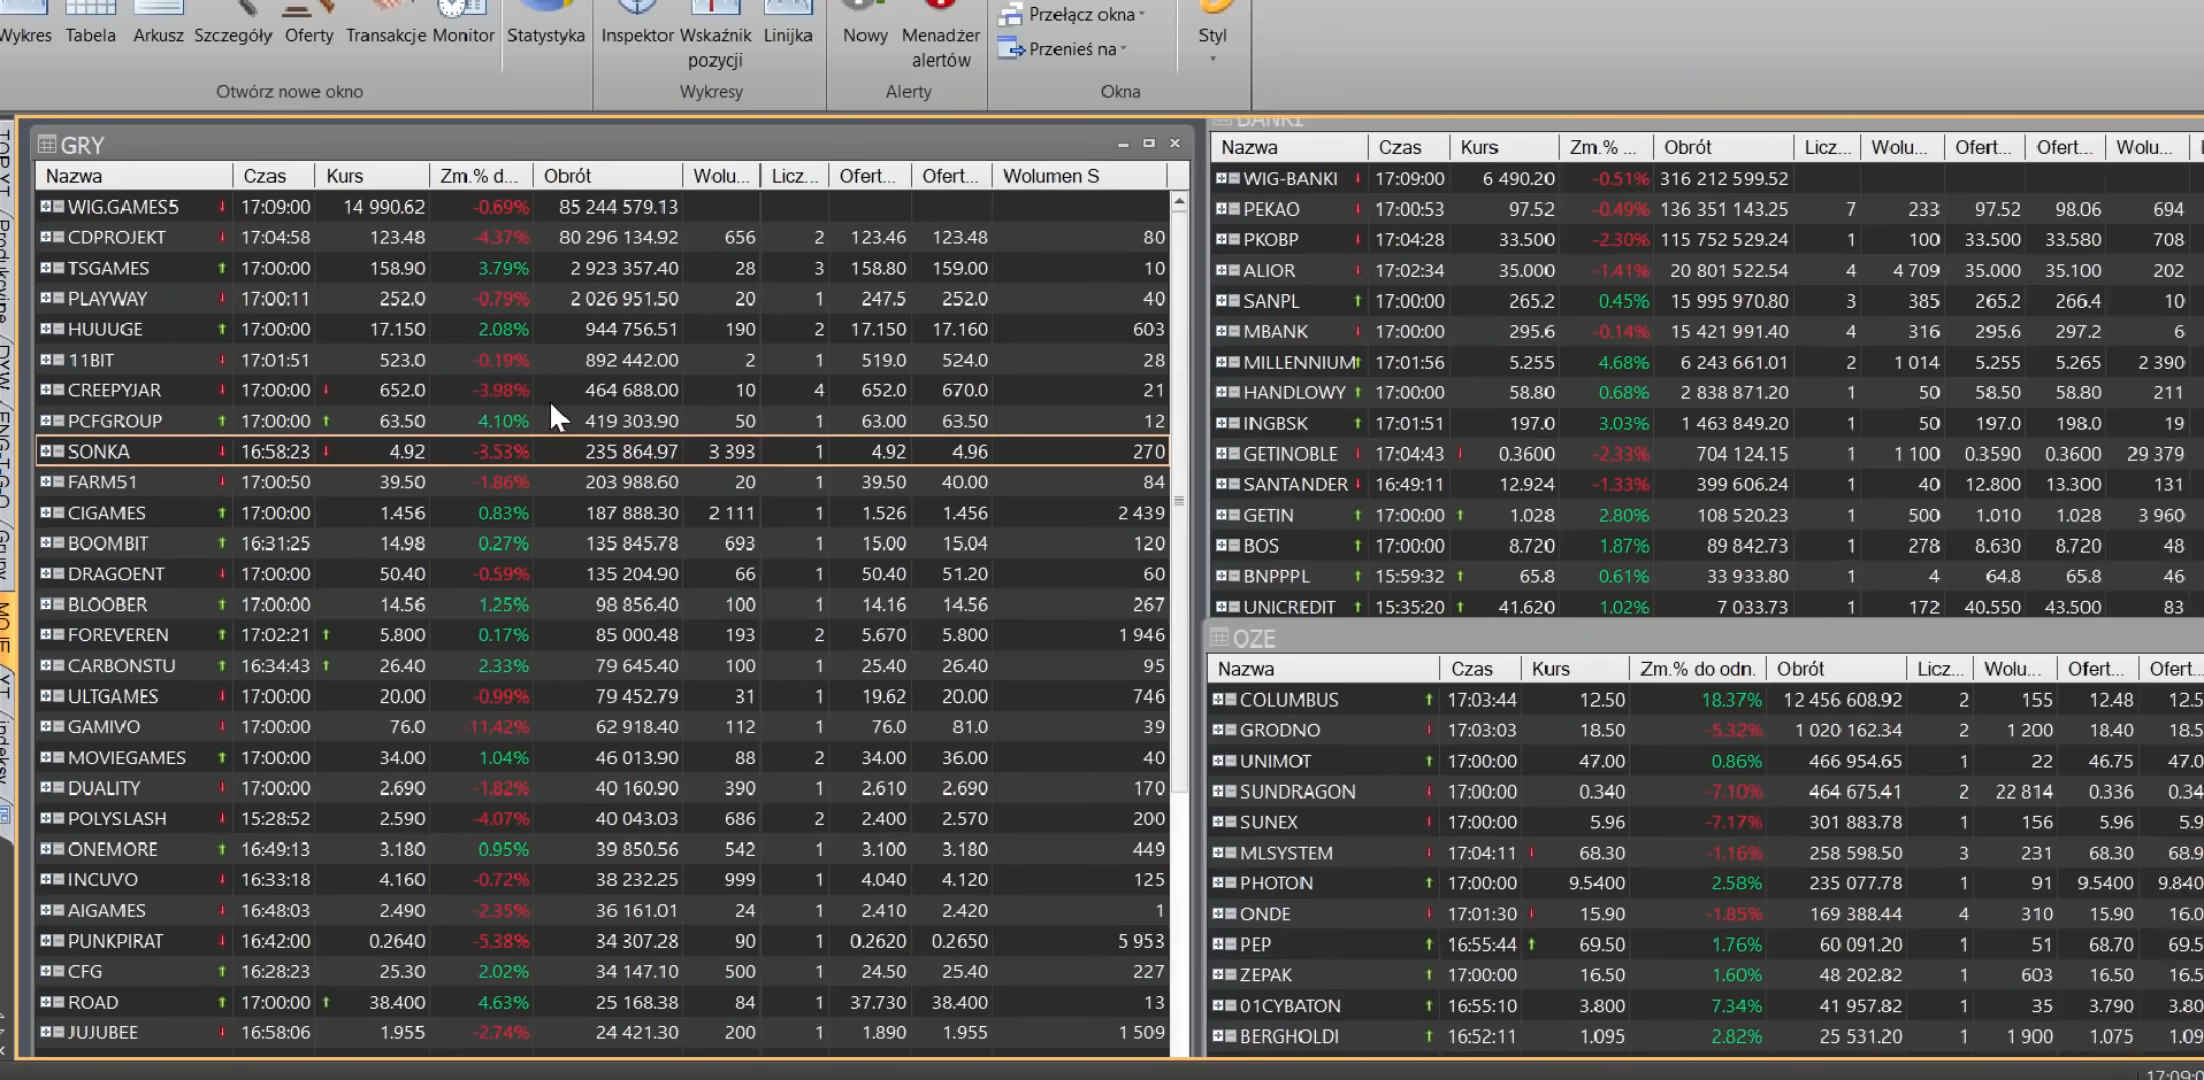 Wykres Tabela Arkusz Szczegóły Oferty Transakcje Monitor Statystyka Inspektor Wskaźnik pozycji Linijka Nowy Menadżer alertów Przełącz okna Przenieś na Styl
Otwórz nowe okno Wykresy Alerty Okna
TOP YT
Produkcyjne
DYW
ENG-T-G-O
Grupy
MOJE
YT
indeksy
GRY
Nazwa Czas Kurs Zm.% d... Obrót Wolu... Licz... Ofert... Ofert... Wolumen S
WIG.GAMES5 17:09:00 14 990.62 -0.69% 85 244 579.13
CDPROJEKT 17:04:58 123.48 -4.37% 80 296 134.92 656 2 123.46 123.48 80
TSGAMES 17:00:00 158.90 3.79% 2 923 357.40 28 3 158.80 159.00 10
PLAYWAY 17:00:11 252.0 -0.79% 2 026 951.50 20 1 247.5 252.0 40
HUUUGE 17:00:00 17.150 2.08% 944 756.51 190 2 17.150 17.160 603
11BIT 17:01:51 523.0 -0.19% 892 442.00 2 1 519.0 524.0 28
CREEPYJAR 17:00:00 652.0 -3.98% 464 688.00 10 4 652.0 670.0 21
PCFGROUP 17:00:00 63.50 4.10% 419 303.90 50 1 63.00 63.50 12
SONKA 16:58:23 4.92 -3.53% 235 864.97 3 393 1 4.92 4.96 270
FARM51 17:00:50 39.50 -1.86% 203 988.60 20 1 39.50 40.00 84
CIGAMES 17:00:00 1.456 0.83% 187 888.30 2 111 1 1.526 1.456 2 439
BOOMBIT 16:31:25 14.98 0.27% 135 845.78 693 1 15.00 15.04 120
DRAGOENT 17:00:00 50.40 -0.59% 135 204.90 66 1 50.40 51.20 60
BLOOBER 17:00:00 14.56 1.25% 98 856.40 100 1 14.16 14.56 267
FOREVEREN 17:02:21 5.800 0.17% 85 000.48 193 2 5.670 5.800 1 946
CARBONSTU 16:34:43 26.40 2.33% 79 645.40 100 1 25.40 26.40 95
ULTGAMES 17:00:00 20.00 -0.99% 79 452.79 31 1 19.62 20.00 746
GAMIVO 17:00:00 76.0 -11.42% 62 918.40 112 1 76.0 81.0 39
MOVIEGAMES 17:00:00 34.00 1.04% 46 013.90 88 2 34.00 36.00 40
DUALITY 17:00:00 2.690 -1.82% 40 160.90 390 1 2.610 2.690 170
POLYSLASH 15:28:52 2.590 -4.07% 40 043.03 686 2 2.400 2.570 200
ONEMORE 16:49:13 3.180 0.95% 39 850.56 542 1 3.100 3.180 449
INCUVO 16:33:18 4.160 -0.72% 38 232.25 999 1 4.040 4.120 125
AIGAMES 16:48:03 2.490 -2.35% 36 161.01 24 1 2.410 2.420 1
PUNKPIRAT 16:42:00 0.2640 -5.38% 34 307.28 90 1 0.2620 0.2650 5 953
CFG 16:28:23 25.30 2.02% 34 147.10 500 1 24.50 25.40 227
ROAD 17:00:00 38.400 4.63% 25 168.38 84 1 37.730 38.400 13
JUJUBEE 16:58:06 1.955 -2.74% 24 421.30 200 1 1.890 1.955 1 509
BANKI
Nazwa Czas Kurs Zm.% ... Obrót Licz... Wolu... Ofert... Ofert... Wolu...
WIG-BANKI 17:09:00 6 490.20 -0.51% 316 212 599.52
PEKAO 17:00:53 97.52 -0.49% 136 351 143.25 7 233 97.52 98.06 694
PKOBP 17:04:28 33.500 -2.30% 115 752 529.24 1 100 33.500 33.580 708
ALIOR 17:02:34 35.000 -1.41% 20 801 522.54 4 4 709 35.000 35.100 202
SANPL 17:00:00 265.2 0.45% 15 995 970.80 3 385 265.2 266.4 10
MBANK 17:00:00 295.6 -0.14% 15 421 991.40 4 316 295.6 297.2 6
MILLENNIUM 17:01:56 5.255 4.68% 6 243 661.01 2 1 014 5.255 5.265 2 390
HANDLOWY 17:00:00 58.80 0.68% 2 838 871.20 1 50 58.50 58.80 211
INGBSK 17:01:51 197.0 3.03% 1 463 849.20 1 50 197.0 198.0 19
GETINOBLE 17:04:43 0.3600 -2.33% 704 124.15 1 1 100 0.3590 0.3600 29 379
SANTANDER 16:49:11 12.924 -1.33% 399 606.24 1 40 12.800 13.300 131
GETIN 17:00:00 1.028 2.80% 108 520.23 1 500 1.010 1.028 3 960
BOS 17:00:00 8.720 1.87% 89 842.73 1 278 8.630 8.720 48
BNPPPL 15:59:32 65.8 0.61% 33 933.80 1 4 64.8 65.8 46
UNICREDIT 15:35:20 41.620 1.02% 7 033.73 1 172 40.550 43.500 83
OZE
Nazwa Czas Kurs Zm.% do odn. Obrót Licz... Wolu... Ofert... Ofert...
COLUMBUS 17:03:44 12.50 18.37% 12 456 608.92 2 155 12.48 12.5
GRODNO 17:03:03 18.50 -5.32% 1 020 162.34 2 1 200 18.40 18.5
UNIMOT 17:00:00 47.00 0.86% 466 954.65 1 22 46.75 47.0
SUNDRAGON 17:00:00 0.340 -7.10% 464 675.41 2 22 814 0.336 0.34
SUNEX 17:00:00 5.96 -7.17% 301 883.78 1 156 5.96 5.9
MLSYSTEM 17:04:11 68.30 -1.16% 258 598.50 3 231 68.30 68.9
PHOTON 17:00:00 9.5400 2.58% 235 077.78 1 91 9.5400 9.840
ONDE 17:01:30 15.90 -1.85% 169 388.44 4 310 15.90 16.0
PEP 16:55:44 69.50 1.76% 60 091.20 1 51 68.70 69.5
ZEPAK 17:00:00 16.50 1.60% 48 202.82 1 603 16.50 16.5
01CYBATON 16:55:10 3.800 7.34% 41 957.82 1 35 3.790 3.80
BERGHOLDI 16:52:11 1.095 2.82% 25 531.20 1 1 900 1.075 1.09
17:09:0